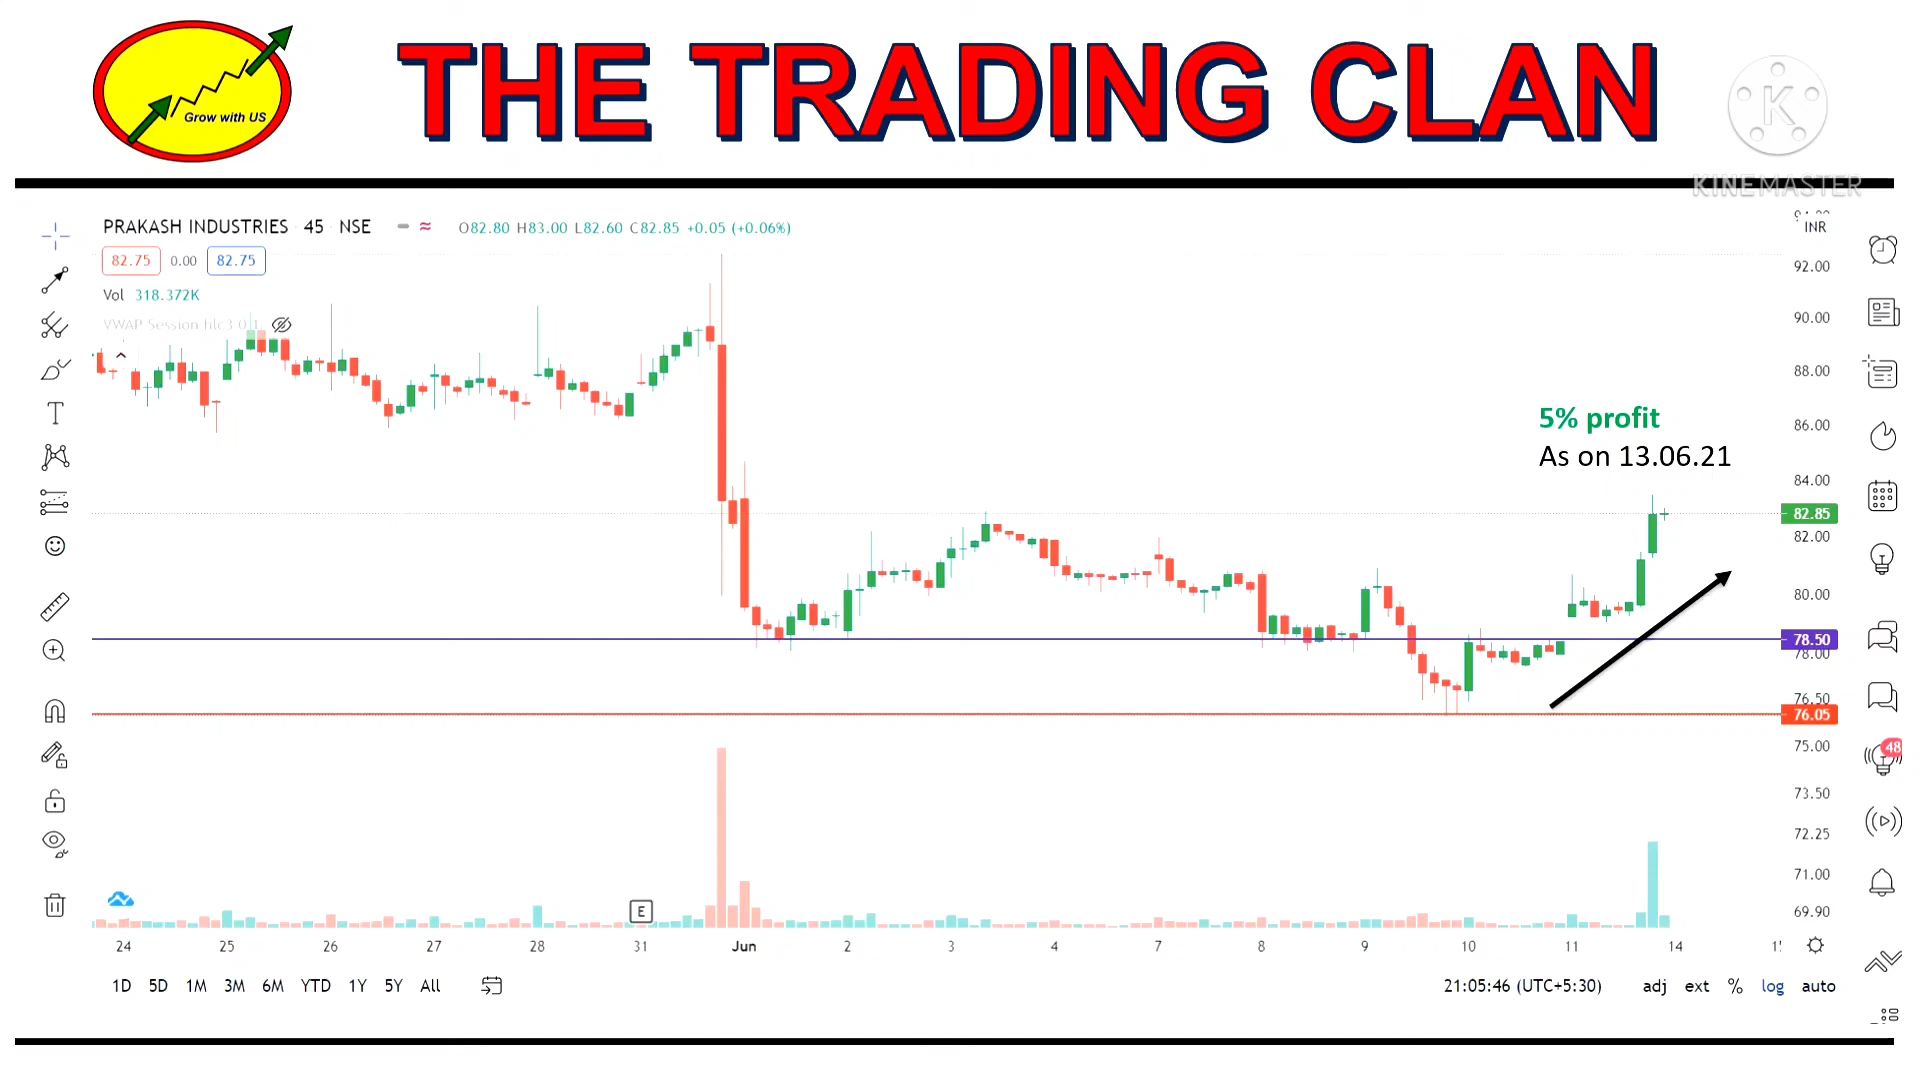 THE TRADING CLAN
Grow with US
K
KINEMASTER
PRAKASH INDUSTRIES 45 NSE
O82.80 H83.00 L82.60 C82.85 +0.05 (+0.06%)
INR
82.75 0.00 82.75
Vol 318.372K
VWAP Session hlc3
92.00
90.00
88.00
86.00
5% profit
As on 13.06.21
84.00
82.85
82.00
80.00
78.50
78.00
76.50
76.05
75.00
48
73.50
72.25
71.00
69.90
E
24 25 26 27 28 31 Jun 2 3 4 7 8 9 10 11 14
1D 5D 1M 3M 6M YTD 1Y 5Y All
21:05:46 (UTC+5:30) adj ext % log auto